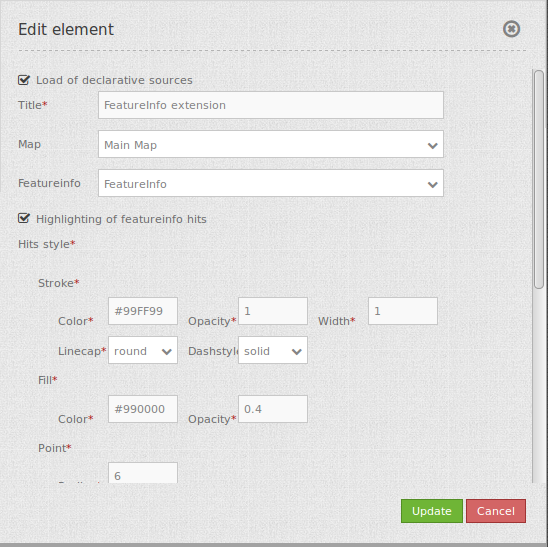 Edit element
Load of declarative sources
Title* FeatureInfo extension
Map Main Map
Featureinfo FeatureInfo
Highlighting of featureinfo hits
Hits style*
Stroke*
Color* #99FF99 Opacity* 1 Width* 1
Linecap* round Dashstyle solid
Fill*
Color* #990000 Opacity* 0.4
Point*
6
Update Cancel